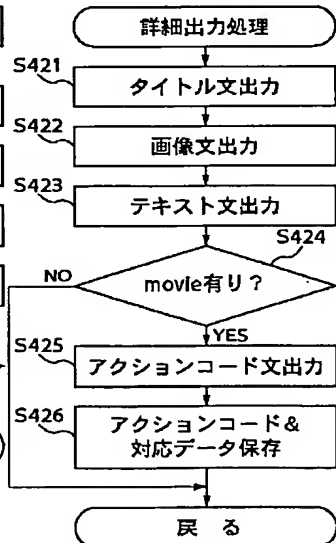 詳細出力処理
S421
タイトル文出力
S422
画像文出力
S423
テキスト文出力
S424
movie有り？
NO
YES
S425
アクションコード文出力
S426
アクションコード＆
対応データ保存
戻 る